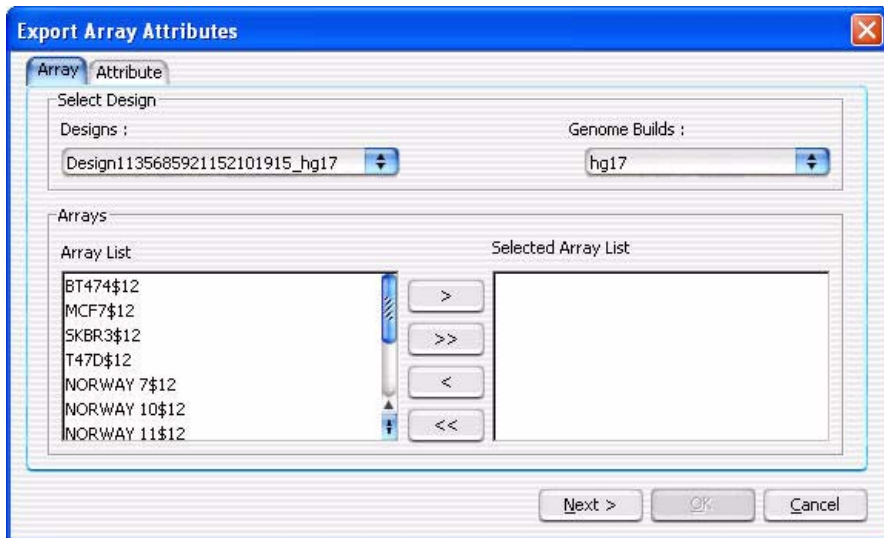 Export Array Attributes
Array Attribute
Select Design
Designs : Genome Builds :
Design1135685921152101915_hg17 hg17
Arrays
Array List Selected Array List
BT474$12
MCF7$12
SKBR3$12
T47D$12
NORWAY 7$12
NORWAY 10$12
NORWAY 11$12
>
>>
<
<<
Next > OK Cancel